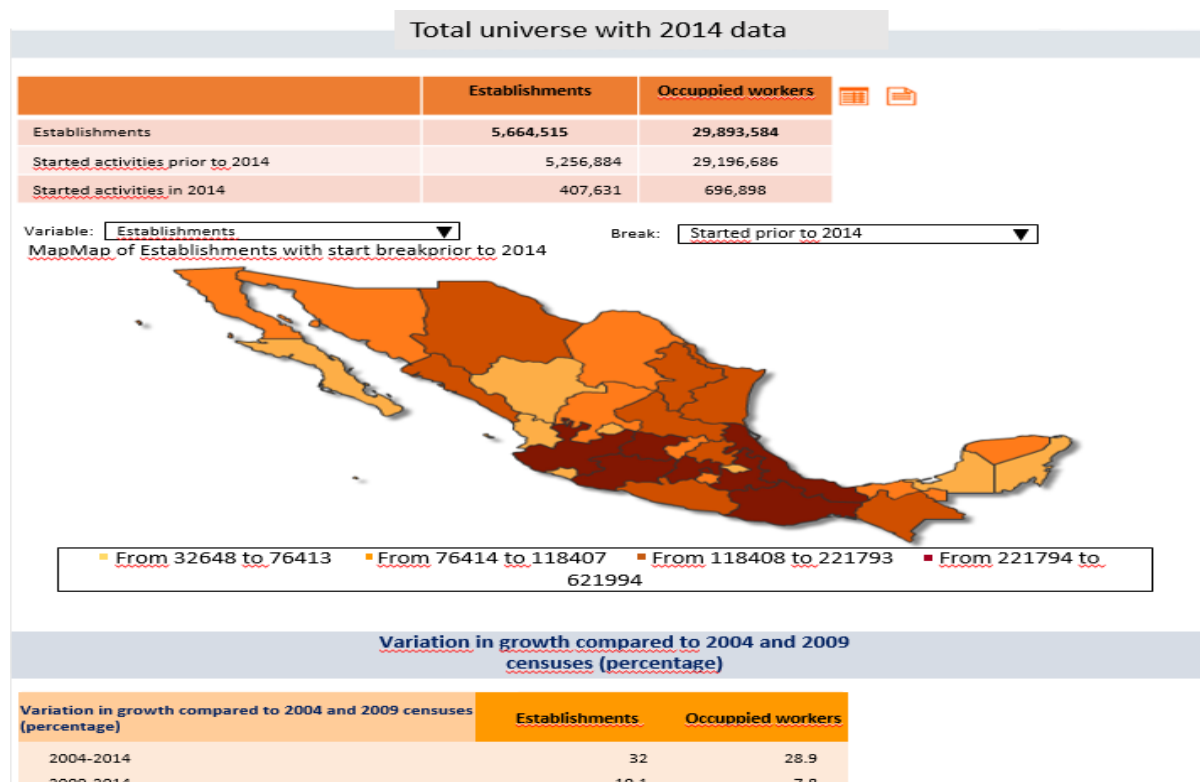 Total universe with 2014 data
Establishments Occuppied workers
Establishments 5,664,515 29,893,584
Started activities prior to 2014 5,256,884 29,196,686
Started activities in 2014 407,631 696,898
Variable: Establishments Break: Started prior to 2014
MapMap of Establishments with start breakprior to 2014
From 32648 to 76413 From 76414 to 118407 From 118408 to 221793 From 221794 to
621994
Variation in growth compared to 2004 and 2009
censuses (percentage)
Variation in growth compared to 2004 and 2009 censuses
(percentage)
Establishments Occuppied workers
2004-2014 32 28.9